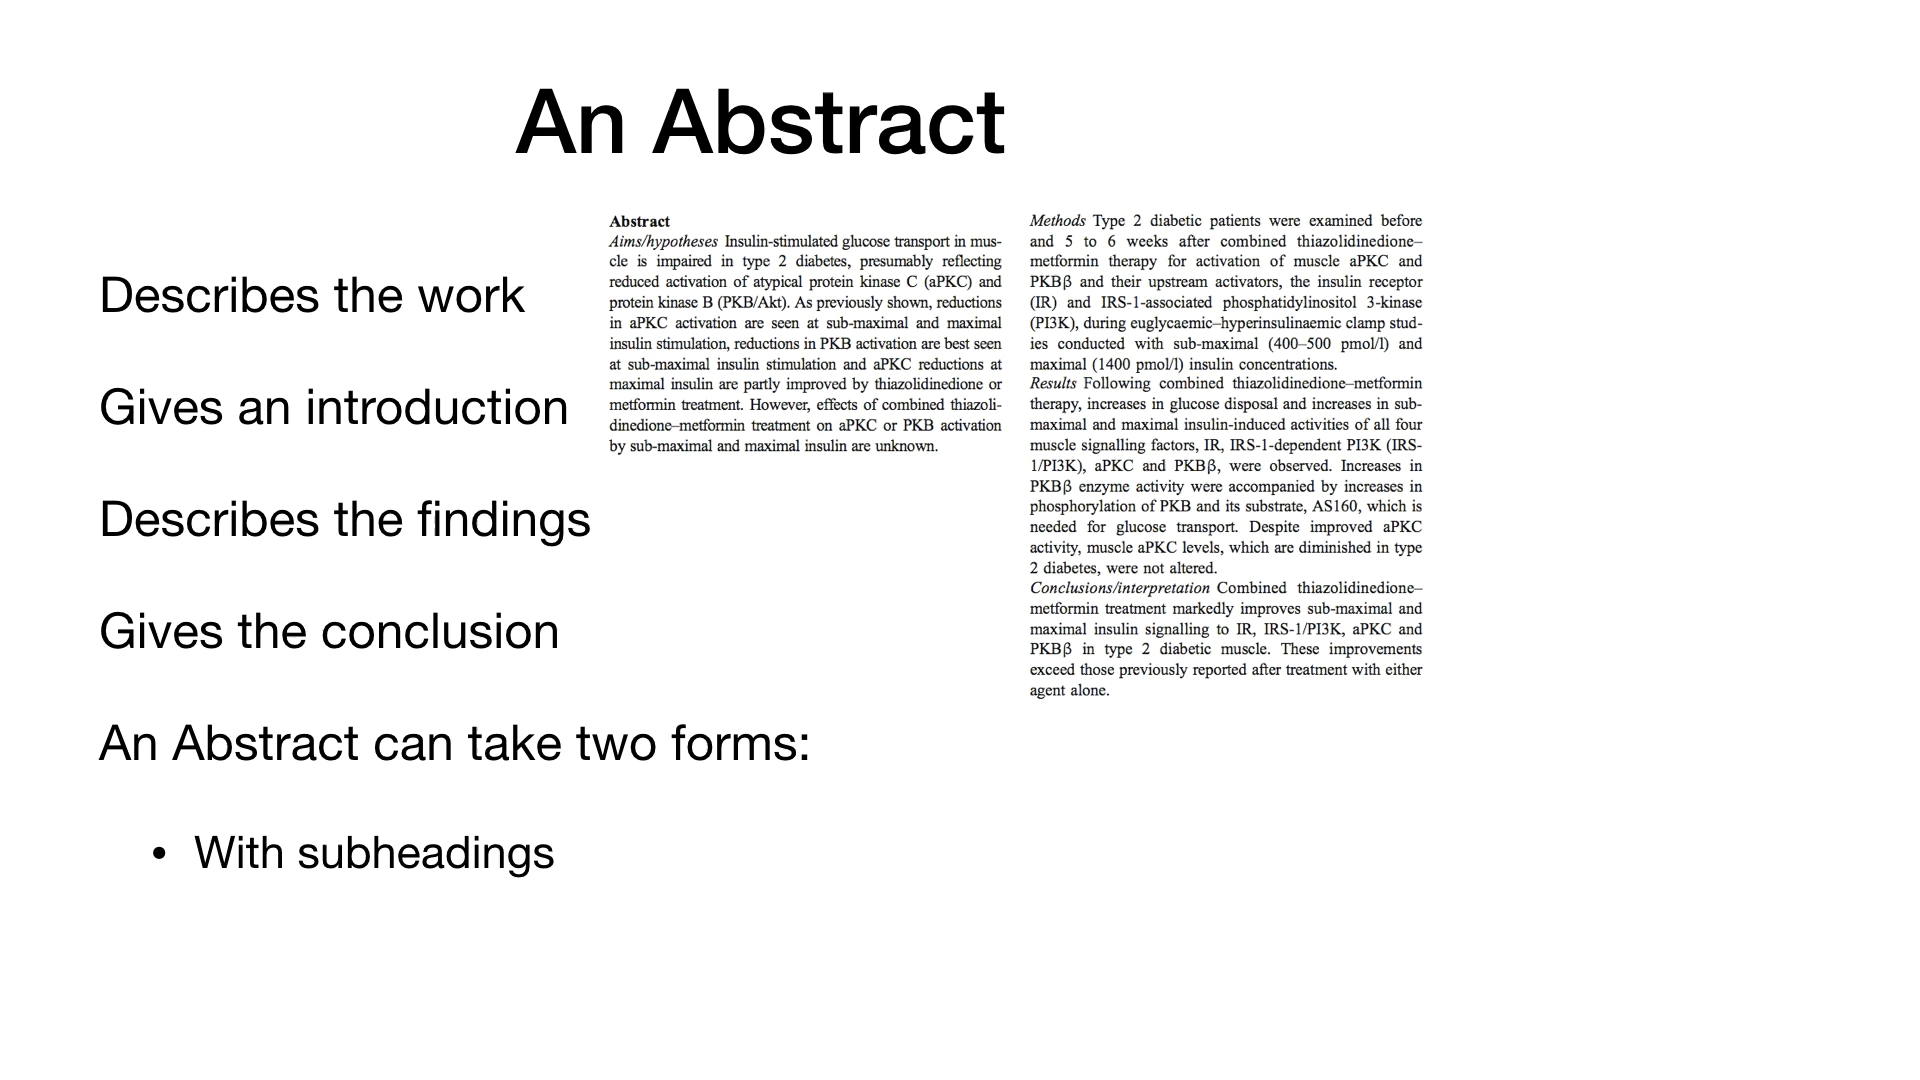 An Abstract
Describes the work
Gives an introduction
Describes the findings
Gives the conclusion
An Abstract can take two forms:
• With subheadings
Abstract
Aims/hypotheses Insulin-stimulated glucose transport in mus-
cle is impaired in type 2 diabetes, presumably reflecting
reduced activation of atypical protein kinase C (aPKC) and
protein kinase B (PKB/Akt). As previously shown, reductions
in aPKC activation are seen at sub-maximal and maximal
insulin stimulation, reductions in PKB activation are best seen
at sub-maximal insulin stimulation and aPKC reductions at
maximal insulin are partly improved by thiazolidinedione or
metformin treatment. However, effects of combined thiazoli-
dinedione–metformin treatment on aPKC or PKB activation
by sub-maximal and maximal insulin are unknown.
Methods Type 2 diabetic patients were examined before
and 5 to 6 weeks after combined thiazolidinedione–
metformin therapy for activation of muscle aPKC and
PKBβ and their upstream activators, the insulin receptor
(IR) and IRS-1-associated phosphatidylinositol 3-kinase
(PI3K), during euglycaemic–hyperinsulinaemic clamp stud-
ies conducted with sub-maximal (400–500 pmol/l) and
maximal (1400 pmol/l) insulin concentrations.
Results Following combined thiazolidinedione–metformin
therapy, increases in glucose disposal and increases in sub-
maximal and maximal insulin-induced activities of all four
muscle signalling factors, IR, IRS-1-dependent PI3K (IRS-
1/PI3K), aPKC and PKBβ, were observed. Increases in
PKBβ enzyme activity were accompanied by increases in
phosphorylation of PKB and its substrate, AS160, which is
needed for glucose transport. Despite improved aPKC
activity, muscle aPKC levels, which are diminished in type
2 diabetes, were not altered.
Conclusions/interpretation Combined thiazolidinedione–
metformin treatment markedly improves sub-maximal and
maximal insulin signalling to IR, IRS-1/PI3K, aPKC and
PKBβ in type 2 diabetic muscle. These improvements
exceed those previously reported after treatment with either
agent alone.